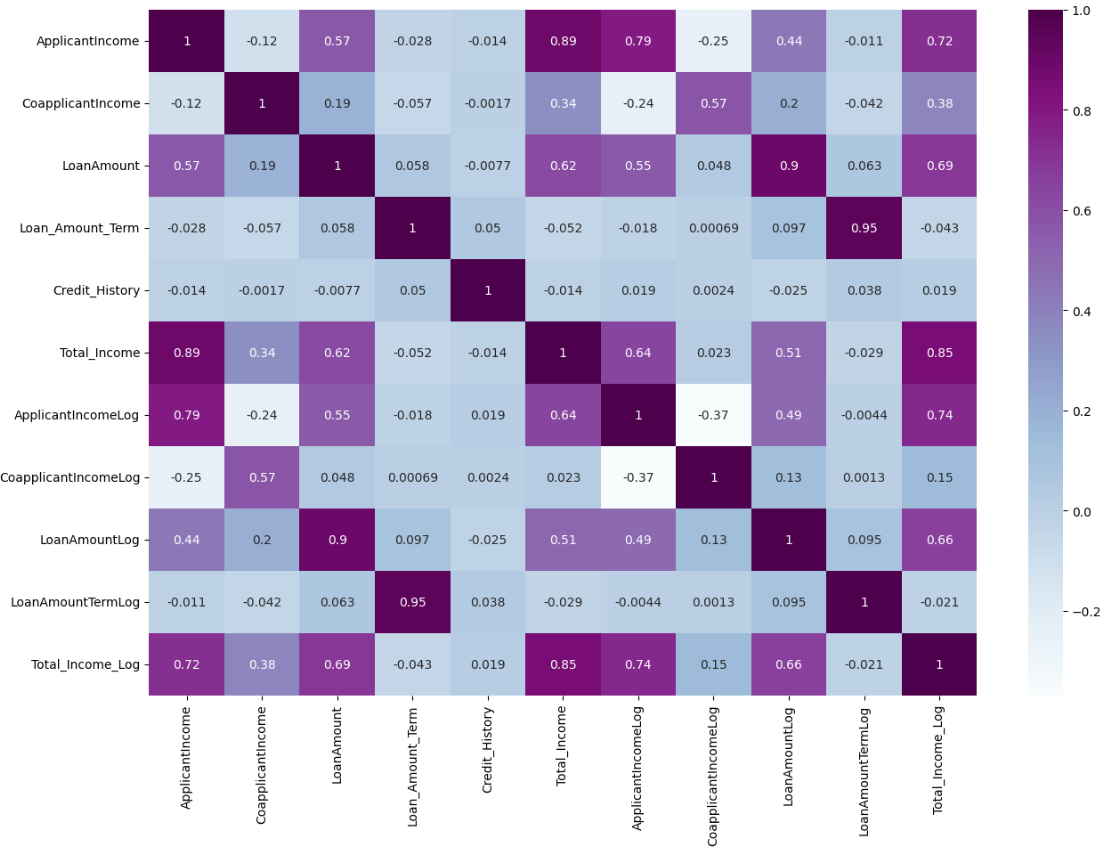 ApplicantIncome 1 -0.12 0.57 -0.028 -0.014 0.89 0.79 -0.25 0.44 -0.011 0.72
CoapplicantIncome -0.12 1 0.19 -0.057 -0.0017 0.34 -0.24 0.57 0.2 -0.042 0.38
LoanAmount 0.57 0.19 1 0.058 -0.0077 0.62 0.55 0.048 0.9 0.063 0.69
Loan_Amount_Term -0.028 -0.057 0.058 1 0.05 -0.052 -0.018 0.00069 0.097 0.95 -0.043
Credit_History -0.014 -0.0017 -0.0077 0.05 1 -0.014 0.019 0.0024 -0.025 0.038 0.019
Total_Income 0.89 0.34 0.62 -0.052 -0.014 1 0.64 0.023 0.51 -0.029 0.85
ApplicantIncomeLog 0.79 -0.24 0.55 -0.018 0.019 0.64 1 -0.37 0.49 -0.0044 0.74
CoapplicantIncomeLog -0.25 0.57 0.048 0.00069 0.0024 0.023 -0.37 1 0.13 0.0013 0.15
LoanAmountLog 0.44 0.2 0.9 0.097 -0.025 0.51 0.49 0.13 1 0.095 0.66
LoanAmountTermLog -0.011 -0.042 0.063 0.95 0.038 -0.029 -0.0044 0.0013 0.095 1 -0.021
Total_Income_Log 0.72 0.38 0.69 -0.043 0.019 0.85 0.74 0.15 0.66 -0.021 1
ApplicantIncome
CoapplicantIncome
LoanAmount
Loan_Amount_Term
Credit_History
Total_Income
ApplicantIncomeLog
CoapplicantIncomeLog
LoanAmountLog
LoanAmountTermLog
Total_Income_Log
1.0
0.8
0.6
0.4
0.2
0.0
−0.2